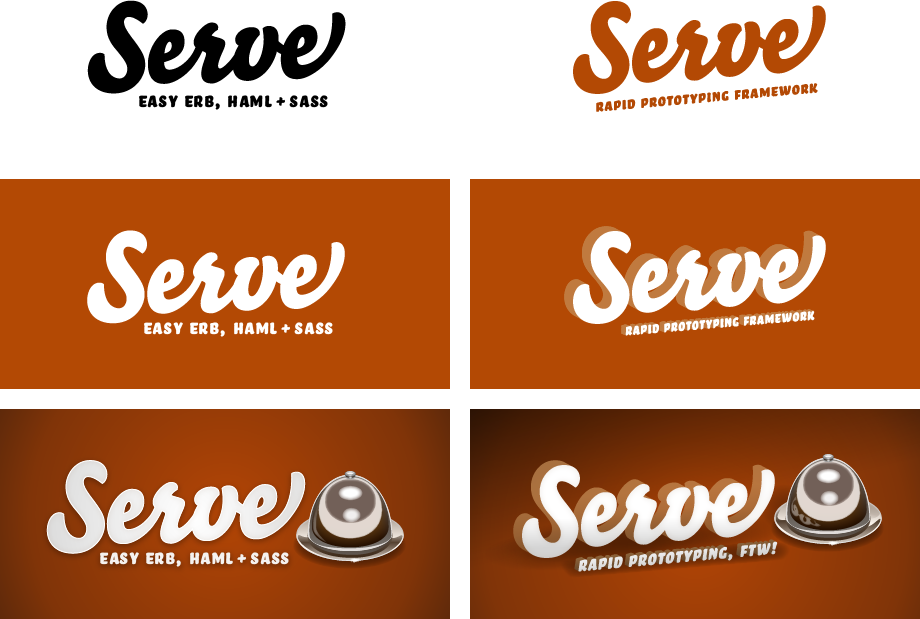 Serve
EASY ERB, HAML + SASS
Serve
RAPID PROTOTYPING FRAMEWORK
Serve
EASY ERB, HAML + SASS
Serve
RAPID PROTOTYPING FRAMEWORK
Serve
EASY ERB, HAML + SASS
Serve
RAPID PROTOTYPING, FTW!